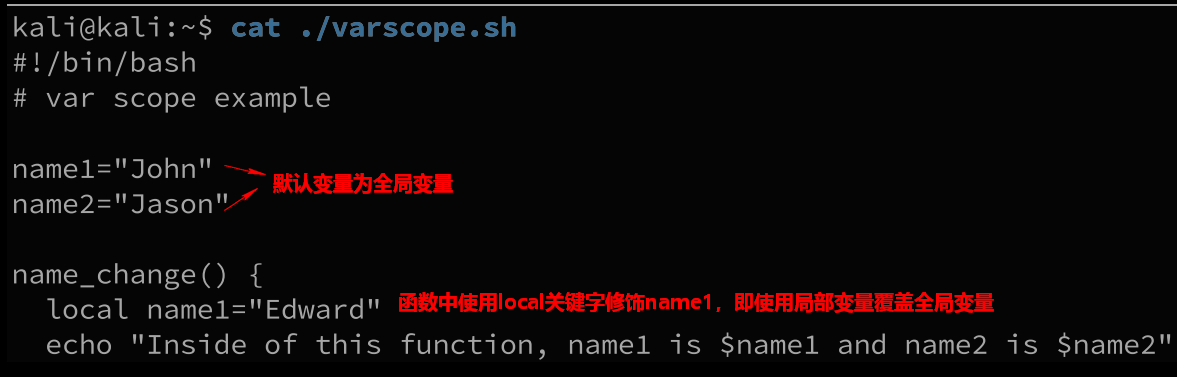 kali@kali:~$ cat ./varscope.sh
#!/bin/bash
# var scope example
name1="John"
默认变量为全局变量
name2="Jason"
name_change() {
local name1="Edward" 函数中使用local关键字修饰name1，即使用局部变量覆盖全局变量
echo "Inside of this function, name1 is $name1 and name2 is $name2"